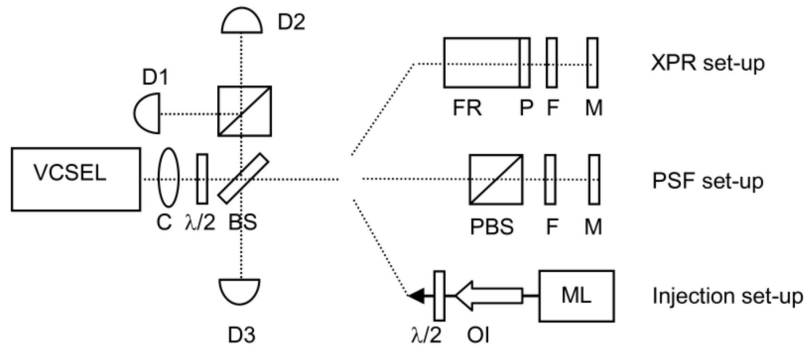 D2
D1
XPR set-up
FR P F M
VCSEL
PSF set-up
C λ/2 BS
PBS F M
ML
Injection set-up
D3
λ/2 OI